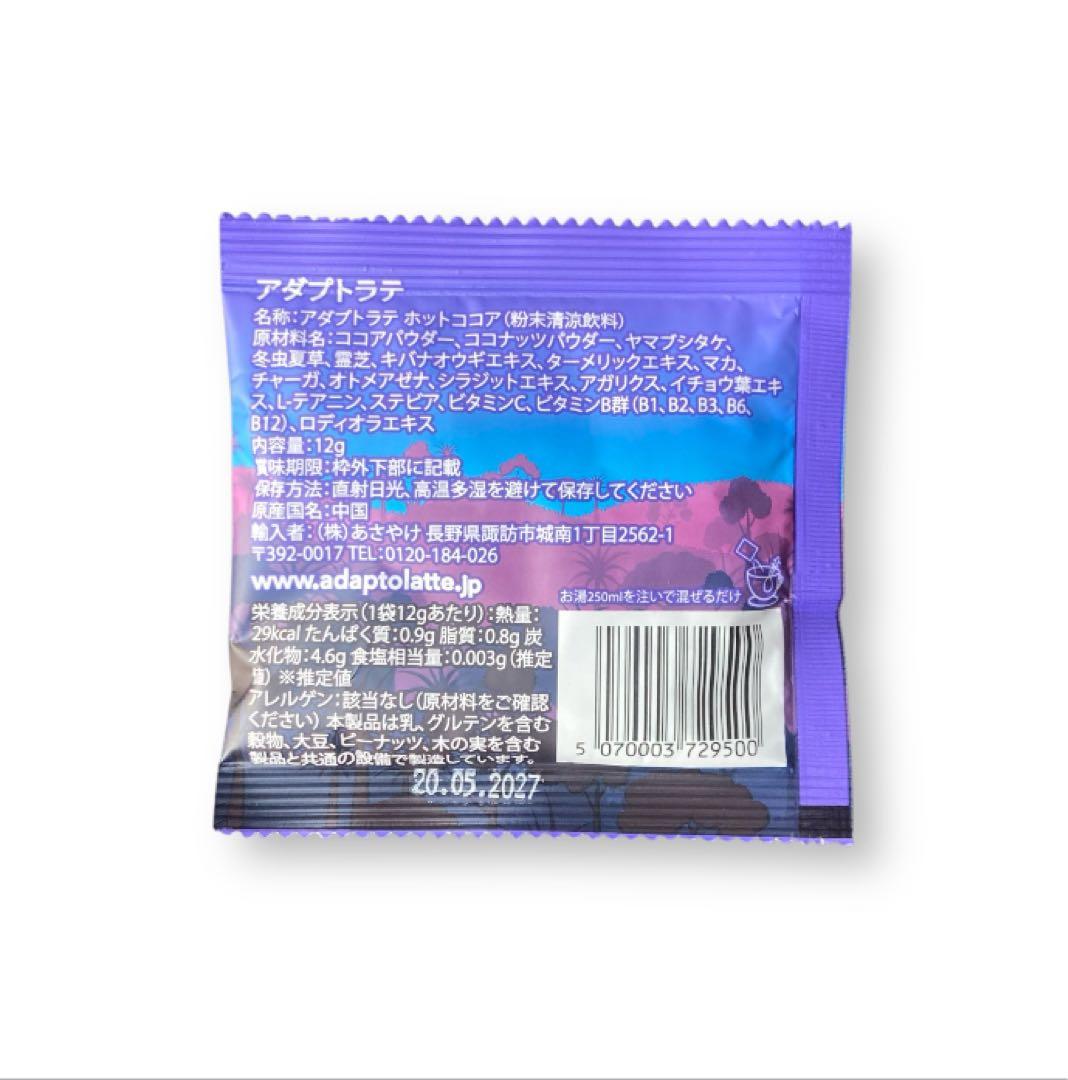 アダプトラテ
名称：アダプトラテ ホットココア（粉末清涼飲料）
原材料名：ココアパウダー、ココナッツパウダー、ヤマブシタケ、
冬虫夏草、霊芝、キバナオウギエキス、ターメリックエキス、マカ、
チャーガ、オトメアゼナ、シラジットエキス、アガリクス、イチョウ葉エキ
ス、L-テアニン、ステビア、ビタミンC、ビタミンB群（B1、B2、B3、B6、
B12）、ロディオラエキス
内容量：12g
賞味期限：枠外下部に記載
保存方法：直射日光、高温多湿を避けて保存してください
原産国名：中国
輸入者：（株）あさやけ 長野県諏訪市城南1丁目2562-1
〒392-0017 TEL：0120-184-026
www.adaptolatte.jp
お湯250mlを注いで混ぜるだけ
栄養成分表示（1袋12gあたり）：熱量：
29kcal たんぱく質：0.9g 脂質：0.8g 炭
水化物：4.6g 食塩相当量：0.003g（推定
値）※推定値
アレルゲン：該当なし（原材料をご確認
ください）本製品は乳、グルテンを含む
穀物、大豆、ピーナッツ、木の実を含む
製品と共通の設備で製造しています。
5 070003 729500
20.05.2027